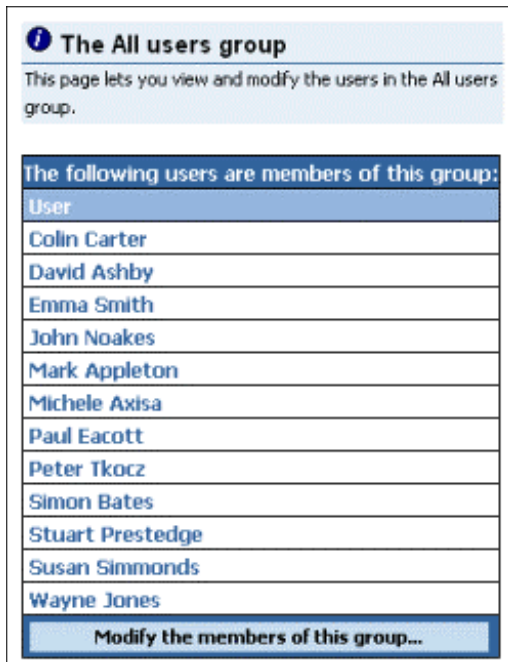 The All users group
This page lets you view and modify the users in the All users
group.
The following users are members of this group:
User
Colin Carter
David Ashby
Emma Smith
John Noakes
Mark Appleton
Michele Axisa
Paul Eacott
Peter Tkocz
Simon Bates
Stuart Prestedge
Susan Simmonds
Wayne Jones
Modify the members of this group...